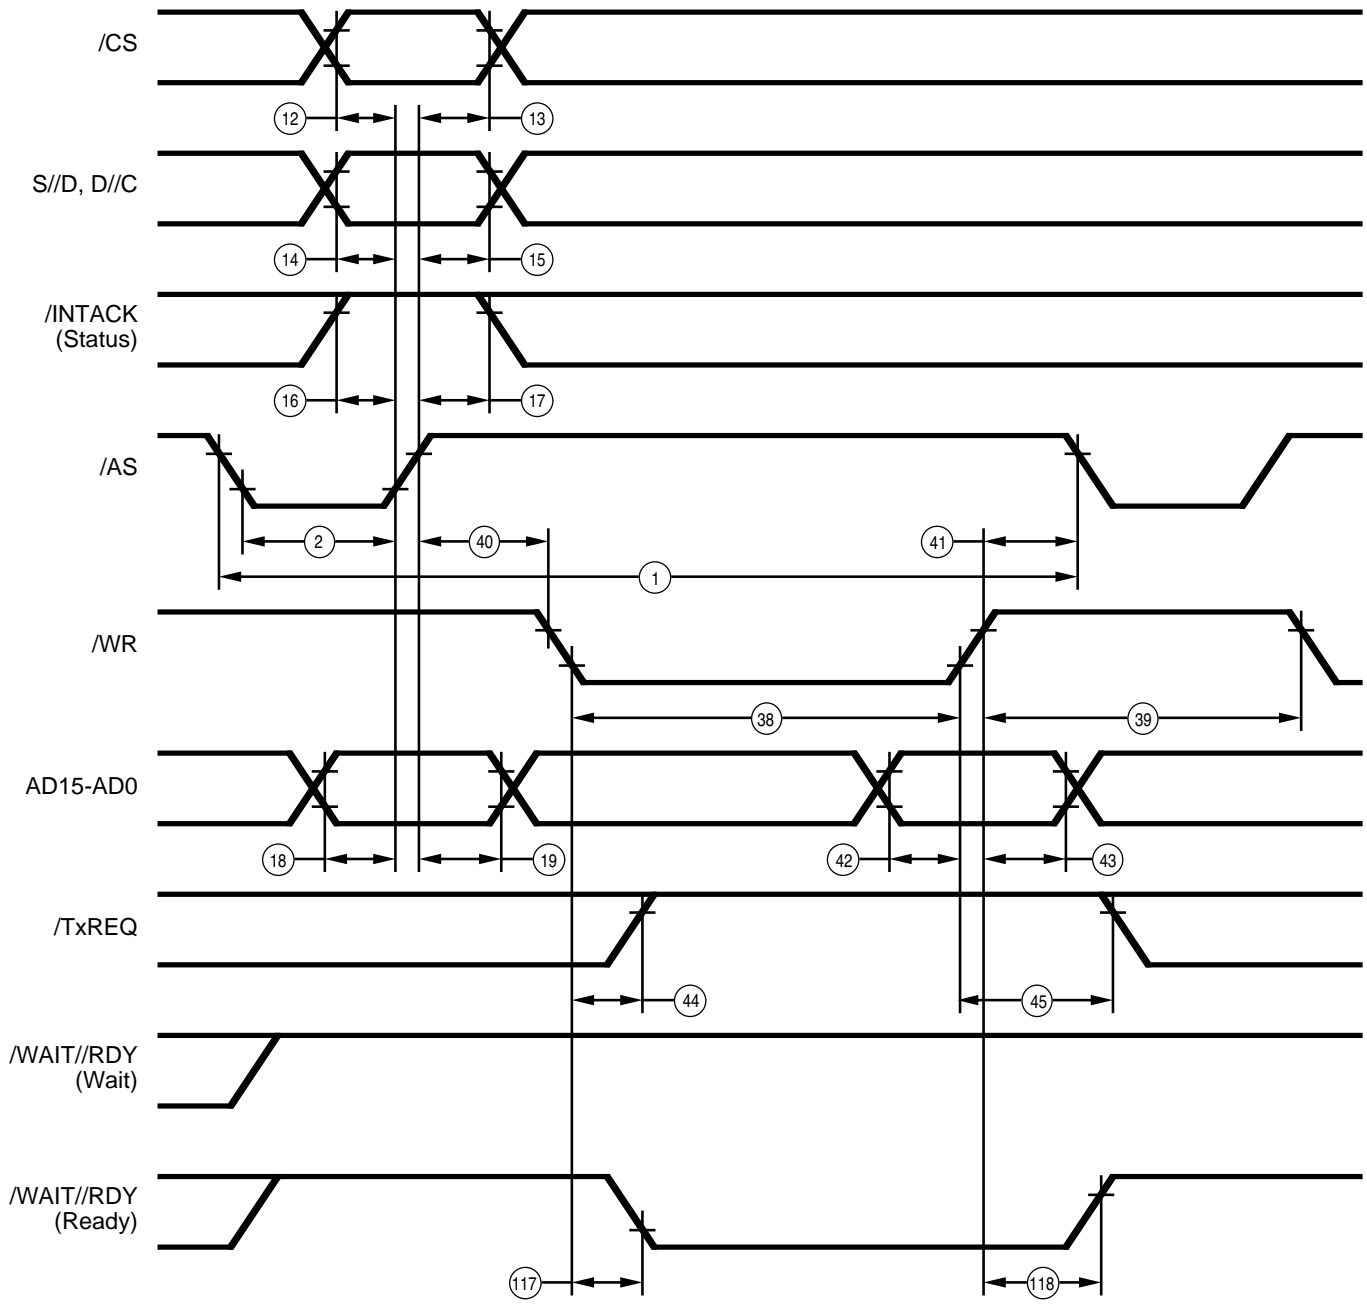 /CS
12
13
S//D, D//C
14
15
/INTACK
(Status)
16
17
/AS
2
40
41
1
/WR
38
39
AD15-AD0
18
19
42
43
/TxREQ
44
45
/WAIT//RDY
(Wait)
/WAIT//RDY
(Ready)
117
118